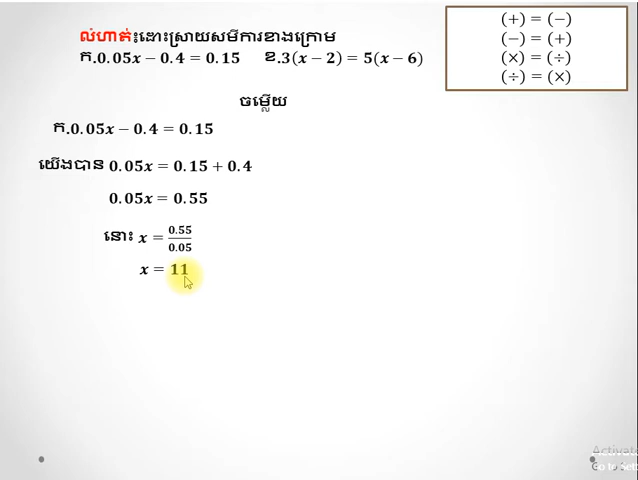 លំហាត់៖ដោះស្រាយសមីការខាងក្រោម
ក.0.05x − 0.4 = 0.15 ខ.3(x − 2) = 5(x − 6)
(+) = (−)
(−) = (+)
(×) = (÷)
(÷) = (×)
ចម្លើយ
ក.0.05x − 0.4 = 0.15
យើងបាន 0.05x = 0.15 + 0.4
0.05x = 0.55
នោះ x = 0.55/0.05
x = 11
Activate